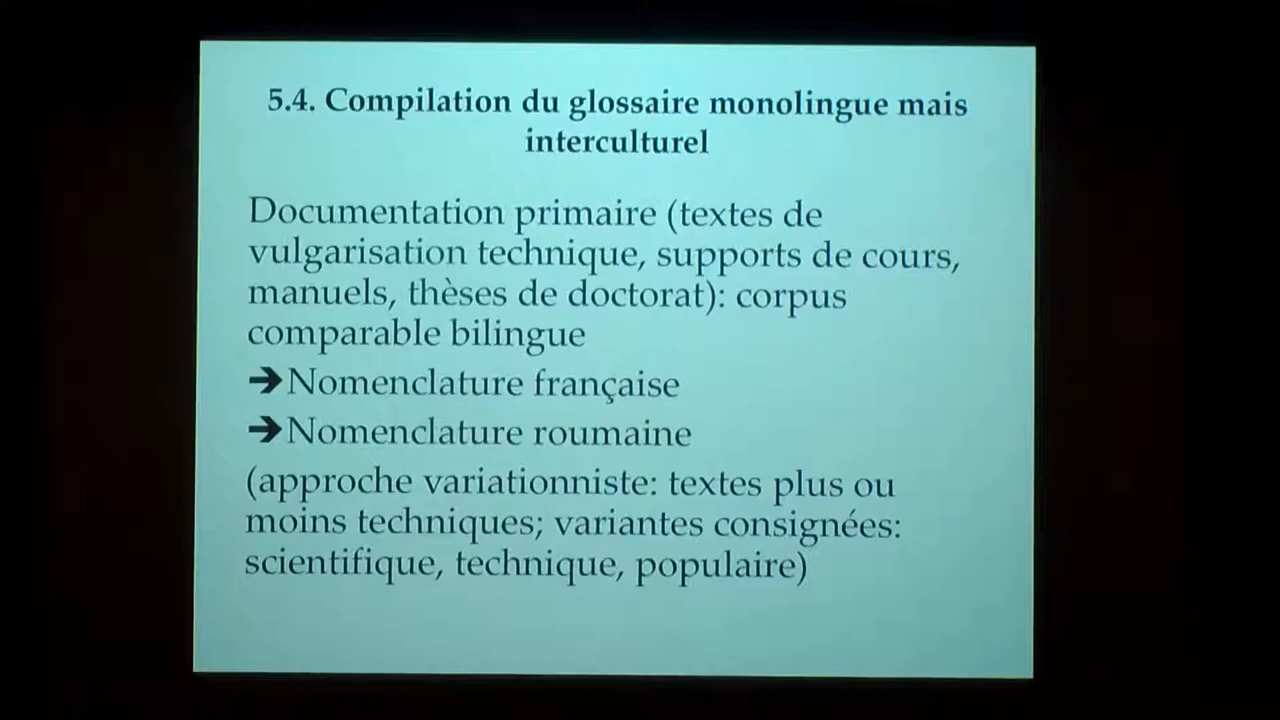 5.4. Compilation du glossaire monolingue mais
interculturel
Documentation primaire (textes de
vulgarisation technique, supports de cours,
manuels, thèses de doctorat): corpus
comparable bilingue
➔Nomenclature française
➔Nomenclature roumaine
(approche variationniste: textes plus ou
moins techniques; variantes consignées:
scientifique, technique, populaire)